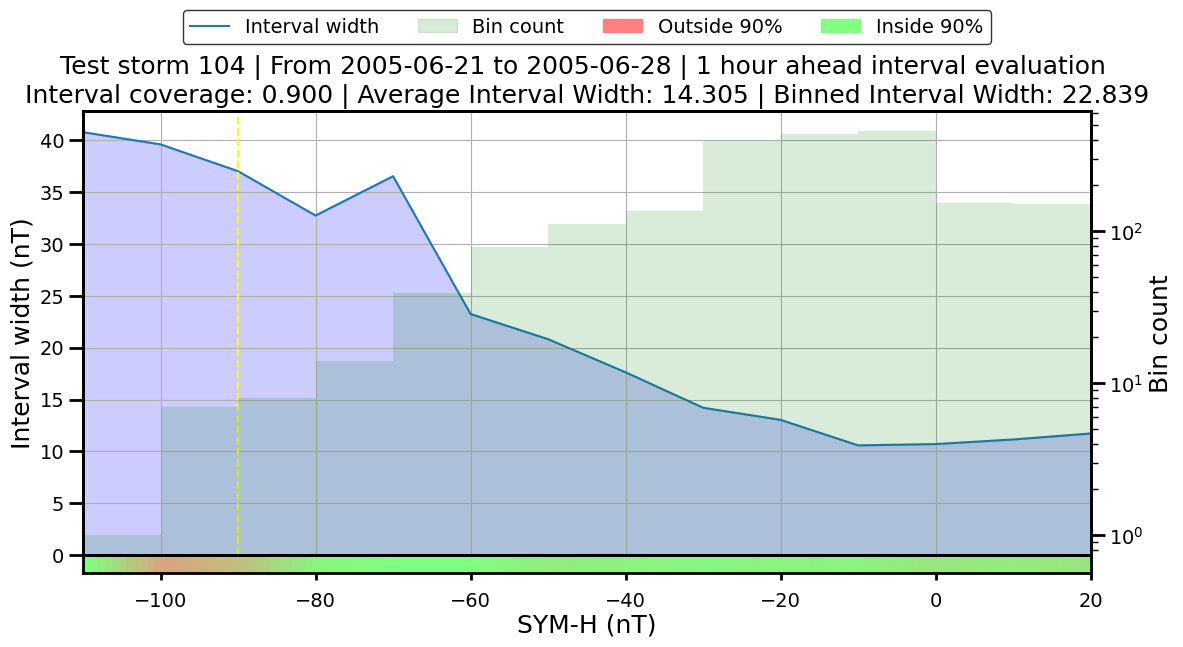 Interval width Bin count Outside 90% Inside 90%
Test storm 104 | From 2005-06-21 to 2005-06-28 | 1 hour ahead interval evaluation
Interval coverage: 0.900 | Average Interval Width: 14.305 | Binned Interval Width: 22.839
Interval width (nT)
40
35
30
25
20
15
10
5
0
10²
10¹
10⁰
Bin count
−100 −80 −60 −40 −20 0 20
SYM-H (nT)